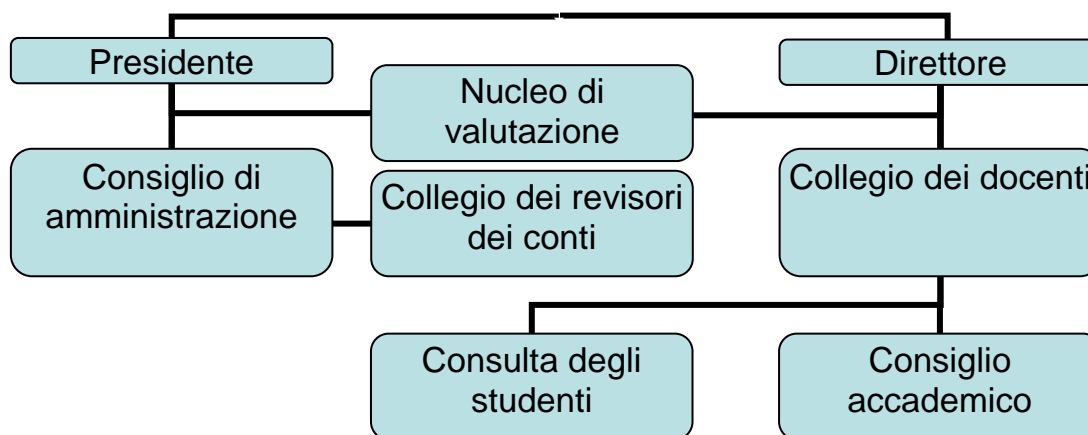 Presidente
Direttore
Nucleo di
valutazione
Consiglio di
amministrazione
Collegio dei revisori
dei conti
Collegio dei docenti
Consulta degli
studenti
Consiglio
accademico